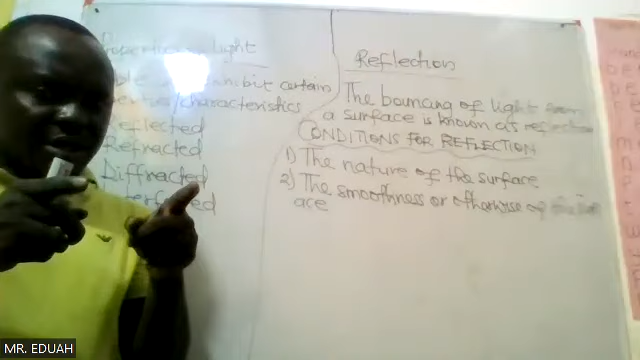 Properties of light
exhibit certain
characteristics
Reflected
Refracted
Diffracted
Reflection
The bouncing of light from
a surface is known as reflection
CONDITIONS FOR REFLECTION
1) The nature of the surface
2) The smoothness or otherwise of
ace
MR. EDUAH